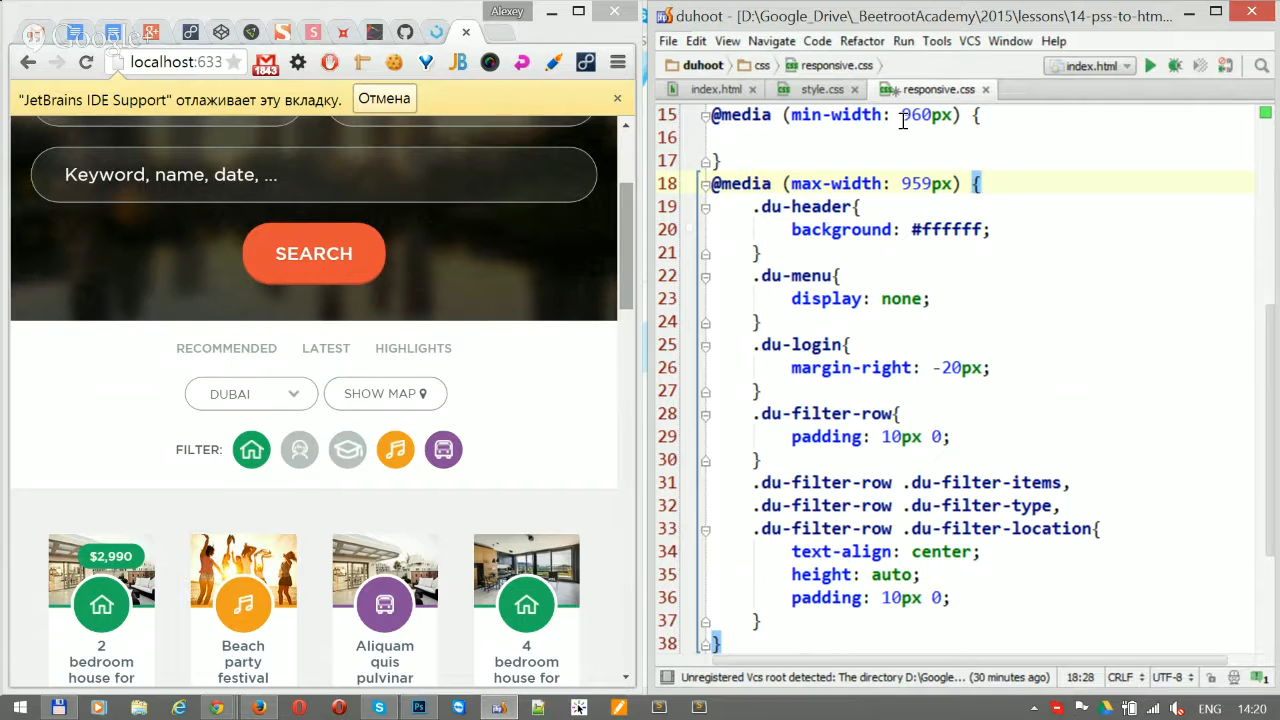 Alexey
Google+
localhost:633
1843
"JetBrains IDE Support" отлаживает эту вкладку.
Отмена
Keyword, name, date, ...
SEARCH
RECOMMENDED LATEST HIGHLIGHTS
DUBAI
SHOW MAP
FILTER:
$2,990
2 bedroom house for
Beach party festival
Aliquam quis pulvinar
4 bedroom house for
duhoot - [D:\Google_Drive\_BeetrootAcademy\2015\lessons\14-pss-to-htm...
File Edit View Navigate Code Refactor Run Tools VCS Window Help
duhoot css responsive.css
index.html
index.html style.css responsive.css
15 @media (min-width: 960px) {
16
17 }
18 @media (max-width: 959px) {
19 .du-header{
20 background: #ffffff;
21 }
22 .du-menu{
23 display: none;
24 }
25 .du-login{
26 margin-right: -20px;
27 }
28 .du-filter-row{
29 padding: 10px 0;
30 }
31 .du-filter-row .du-filter-items,
32 .du-filter-row .du-filter-type,
33 .du-filter-row .du-filter-location{
34 text-align: center;
35 height: auto;
36 padding: 10px 0;
37 }
38 }
Unregistered Vcs root detected: The directory D:\Google... (30 minutes ago) 18:28 CRLF UTF-8
ENG 14:20